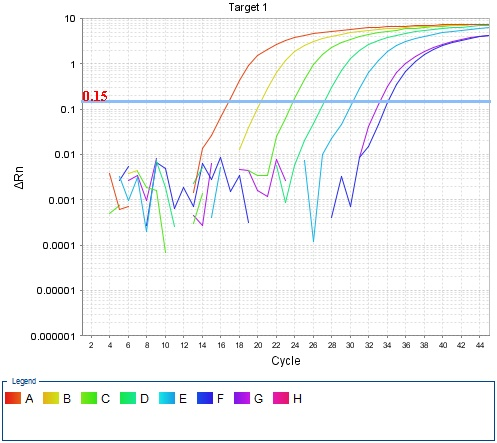 Target 1
10
1
0.15
0.1
0.01
0.001
0.0001
0.00001
0.000001
ΔRn
2 4 6 8 10 12 14 16 18 20 22 24 26 28 30 32 34 36 38 40 42 44
Cycle
Legend
A B C D E F G H